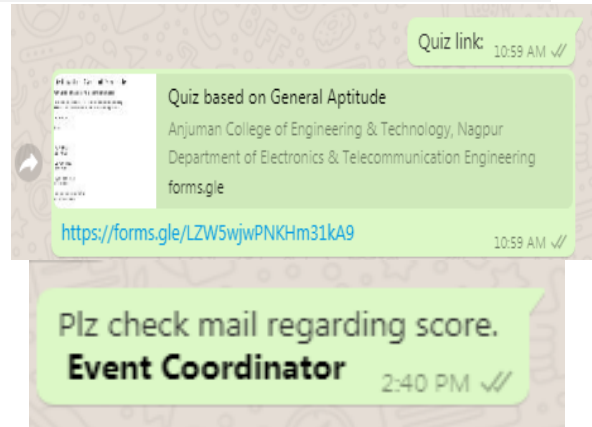 Quiz link:
10:59 AM
Quiz based on General Aptitude
Anjuman College of Engineering & Technology, Nagpur
Department of Electronics & Telecommunication Engineering
forms.gle
https://forms.gle/LZW5wjwPNKHm31kA9
10:59 AM
Plz check mail regarding score.
Event Coordinator
2:40 PM